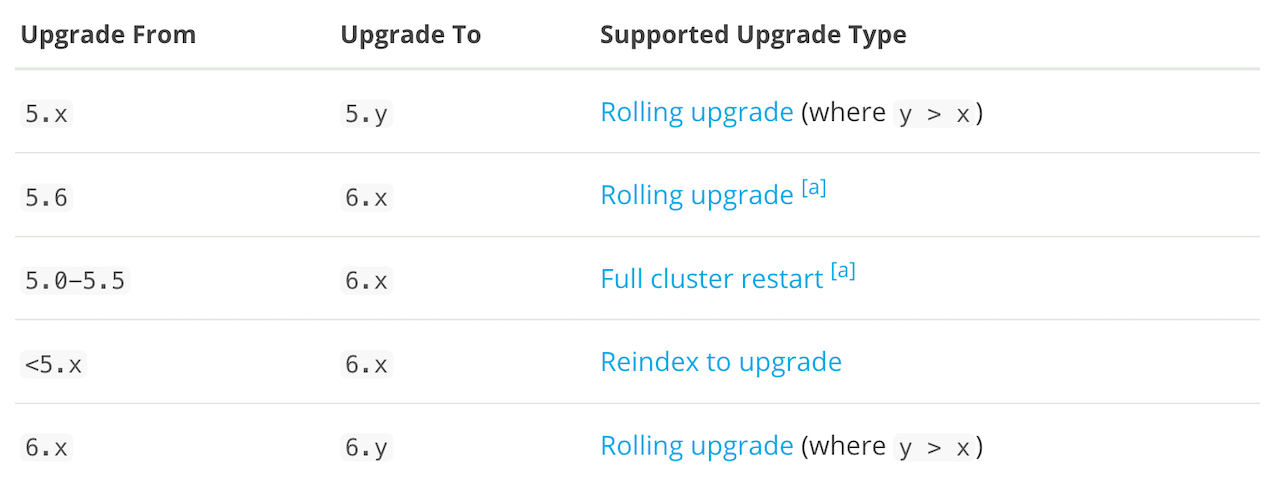 Upgrade From Upgrade To Supported Upgrade Type
5.x 5.y Rolling upgrade (where y > x)
5.6 6.x Rolling upgrade [a]
5.0–5.5 6.x Full cluster restart [a]
<5.x 6.x Reindex to upgrade
6.x 6.y Rolling upgrade (where y > x)